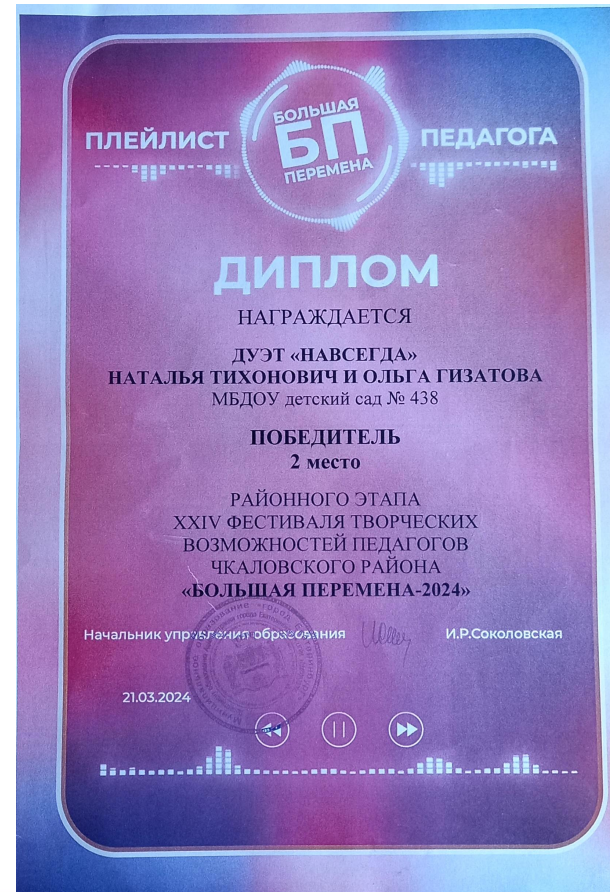 БОЛЬШАЯ
БП
ПЕРЕМЕНА
ПЛЕЙЛИСТ ПЕДАГОГА
ДИПЛОМ
НАГРАЖДАЕТСЯ
ДУЭТ «НАВСЕГДА»
НАТАЛЬЯ ТИХОНОВИЧ И ОЛЬГА ГИЗАТОВА
МБДОУ детский сад № 438
ПОБЕДИТЕЛЬ
2 место
РАЙОННОГО ЭТАПА
XXIV ФЕСТИВАЛЯ ТВОРЧЕСКИХ
ВОЗМОЖНОСТЕЙ ПЕДАГОГОВ
ЧКАЛОВСКОГО РАЙОНА
«БОЛЬШАЯ ПЕРЕМЕНА-2024»
Начальник управления образования И.Р.Соколовская
21.03.2024